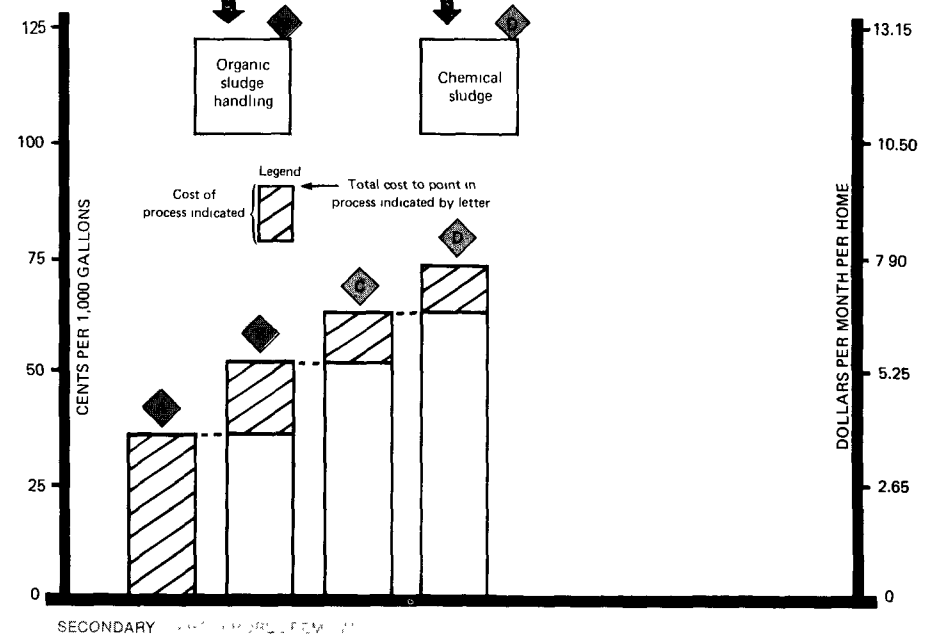 125
13.15
D
Organic
sludge
handling
Chemical
sludge
100
10.50
Legend
Cost of
process indicated
Total cost to point in
process indicated by letter
CENTS PER 1,000 GALLONS
DOLLARS PER MONTH PER HOME
D
75
7 90
C
50
5.25
A
25
2.65
0
0
SECONDARY